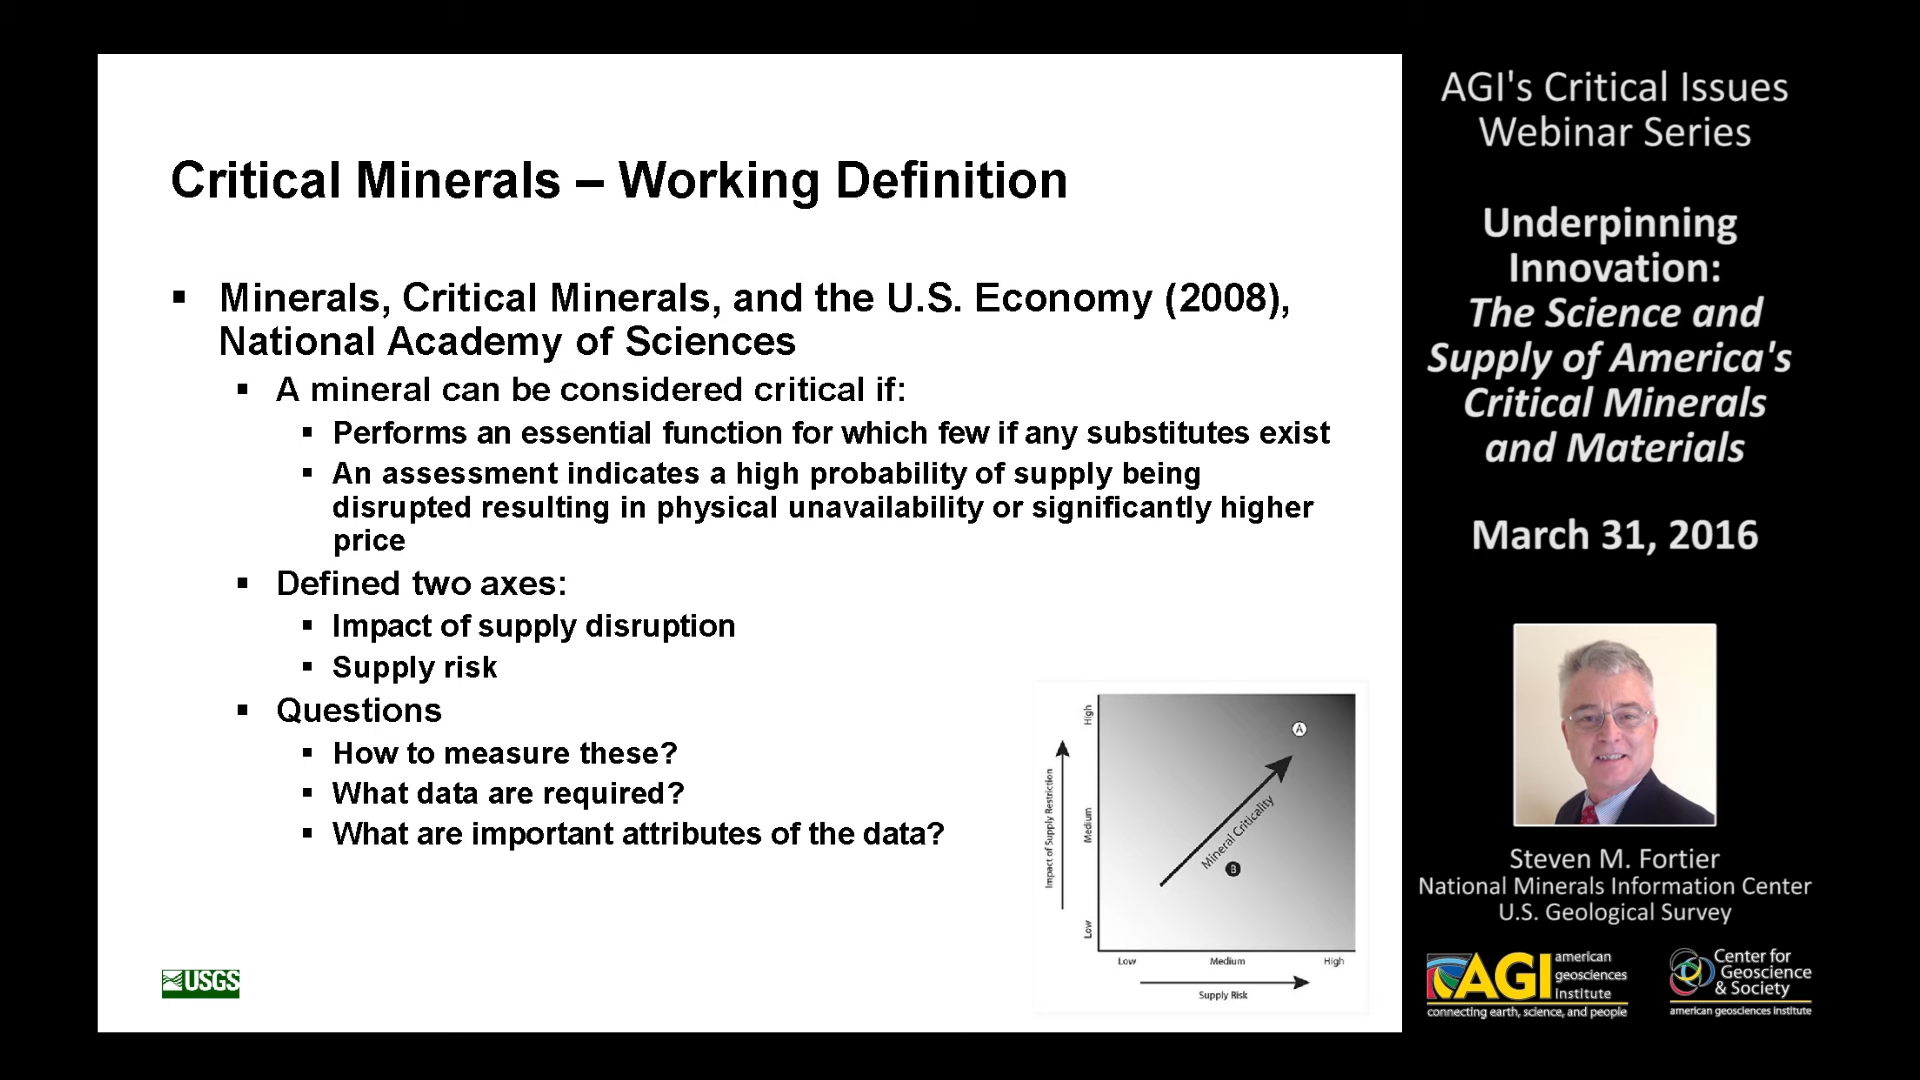 Critical Minerals – Working Definition
▪ Minerals, Critical Minerals, and the U.S. Economy (2008),
National Academy of Sciences
▪ A mineral can be considered critical if:
▪ Performs an essential function for which few if any substitutes exist
▪ An assessment indicates a high probability of supply being
disrupted resulting in physical unavailability or significantly higher
price
▪ Defined two axes:
▪ Impact of supply disruption
▪ Supply risk
▪ Questions
▪ How to measure these?
▪ What data are required?
▪ What are important attributes of the data?
Impact of Supply Restriction
High
Medium
Low
A
Mineral Criticality
B
Low Medium High
Supply Risk
USGS
AGI's Critical Issues
Webinar Series
Underpinning
Innovation:
The Science and
Supply of America's
Critical Minerals
and Materials
March 31, 2016
Steven M. Fortier
National Minerals Information Center
U.S. Geological Survey
AGI
american
geosciences
institute
connecting earth, science, and people
Center for
Geoscience
& Society
american geosciences institute